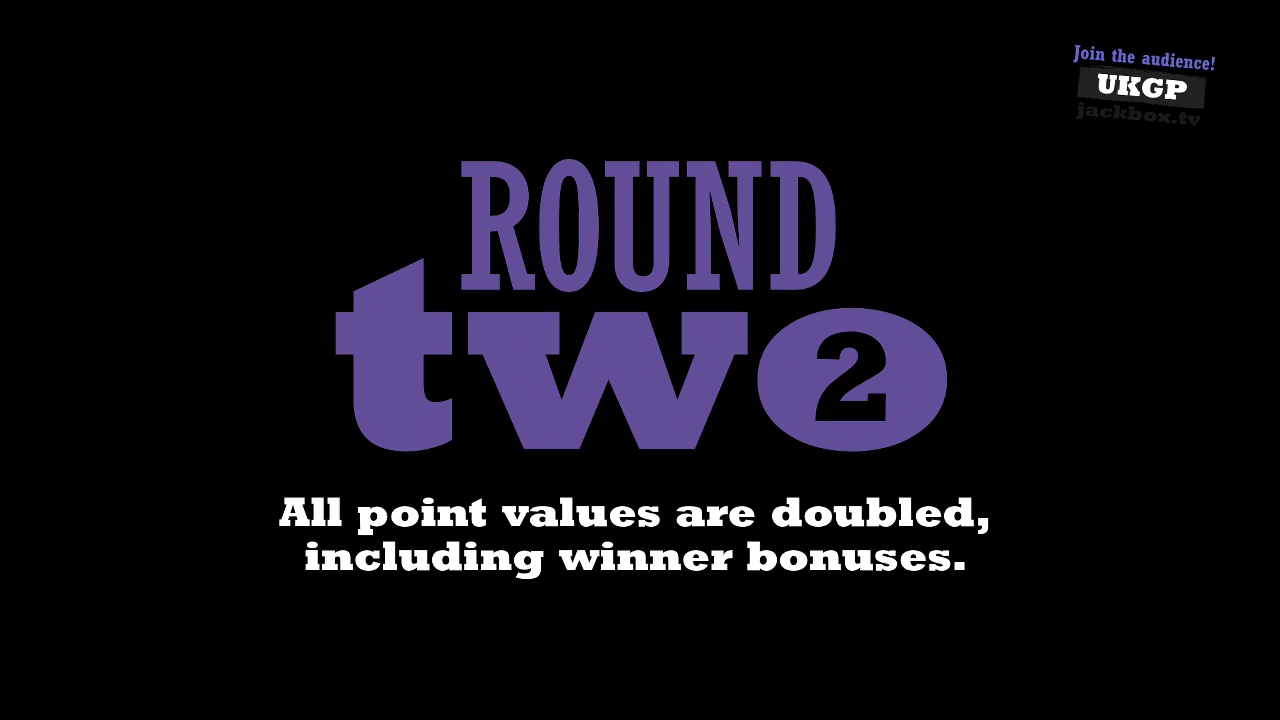 Join the audience!
UKGP
jackbox.tv
ROUND
two
2
All point values are doubled,
including winner bonuses.